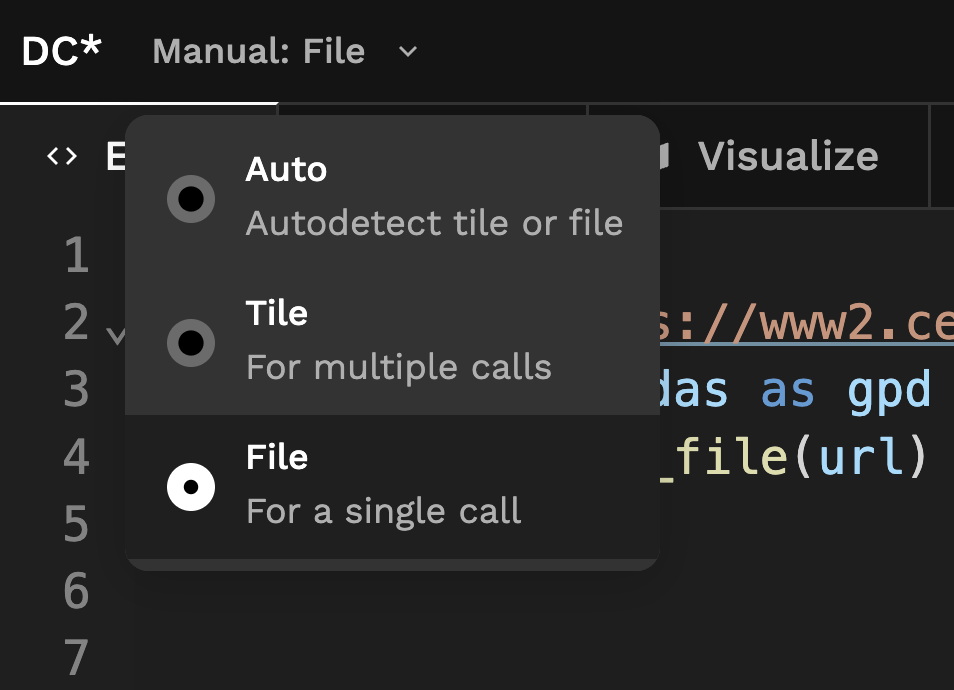 DC* Manual: File
<> E Visualize
Auto
Autodetect tile or file
Tile
For multiple calls
File
For a single call
1
2 s://www2.ce
3 das as gpd
4 _file(url)
5
6
7